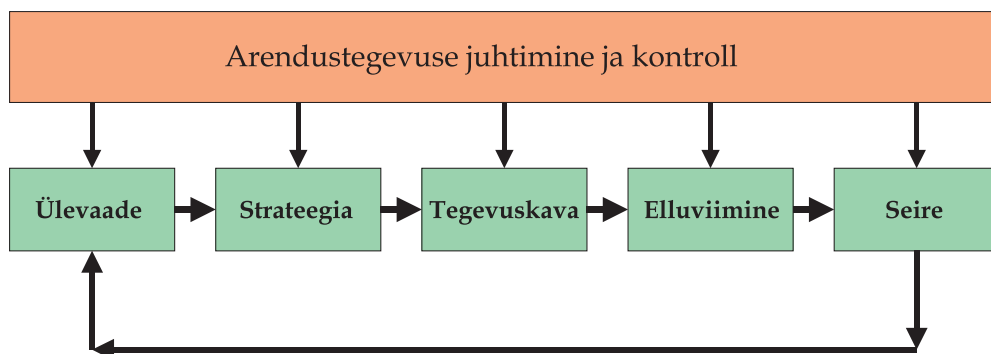 Arendustegevuse juhtimine ja kontroll
Ülevaade
Strateegia
Tegevuskava
Elluviimine
Seire